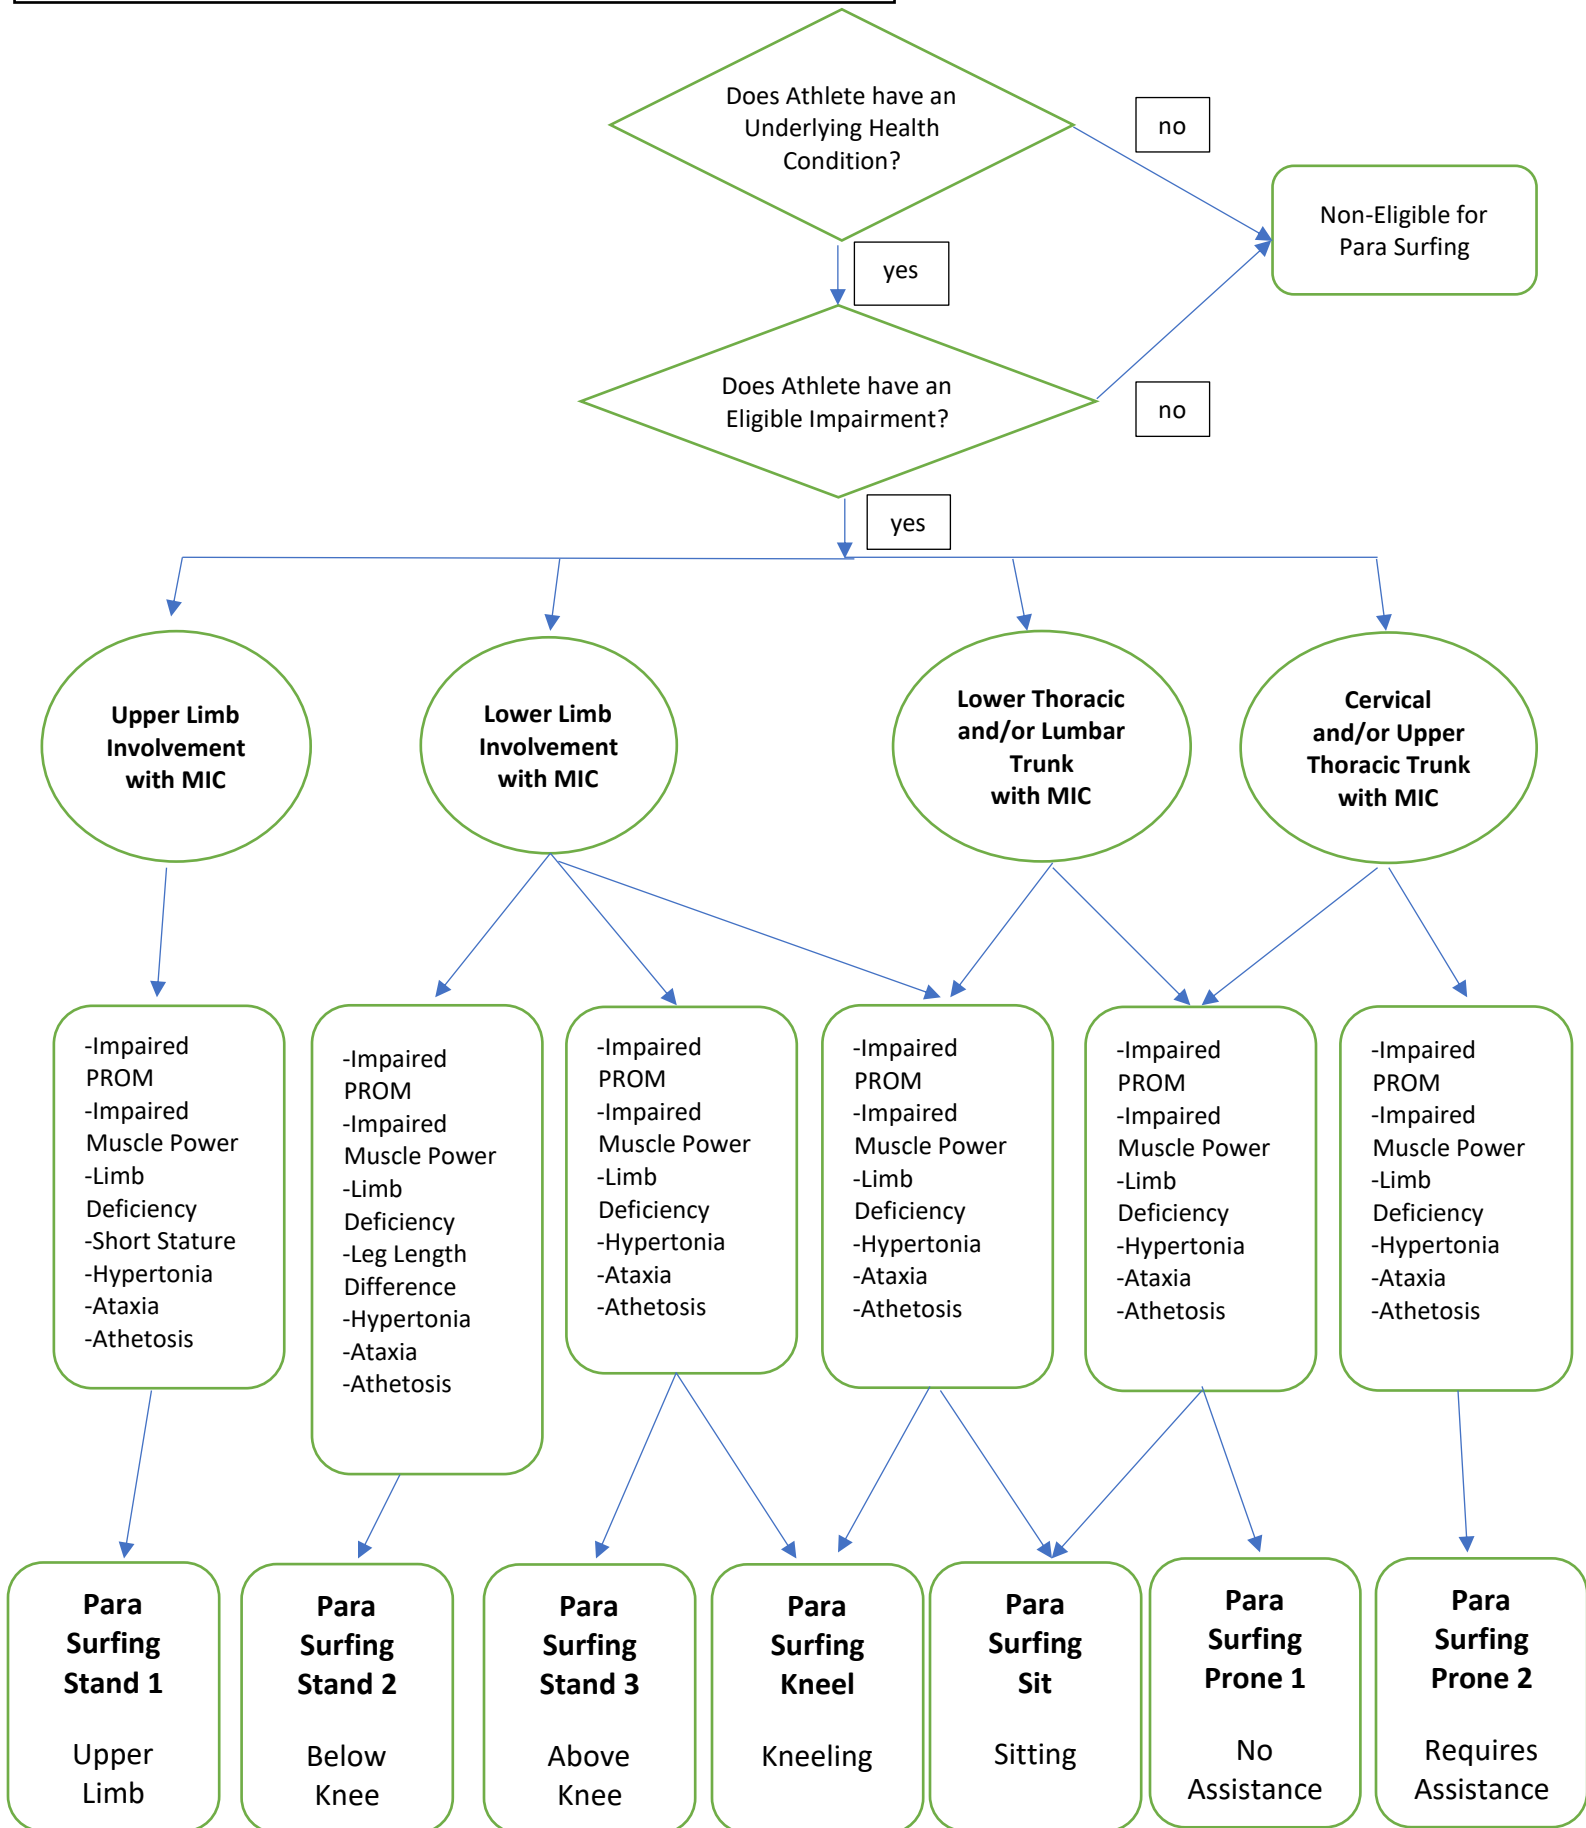 Does Athlete have an
Underlying Health
Condition?
no
Non-Eligible for
Para Surfing
yes
Does Athlete have an
Eligible Impairment?
no
yes
Upper Limb
Involvement
with MIC
Lower Limb
Involvement
with MIC
Lower Thoracic
and/or Lumbar
Trunk
with MIC
Cervical
and/or Upper
Thoracic Trunk
with MIC
-Impaired
PROM
-Impaired
Muscle Power
-Limb
Deficiency
-Short Stature
-Hypertonia
-Ataxia
-Athetosis
-Impaired
PROM
-Impaired
Muscle Power
-Limb
Deficiency
-Leg Length
Difference
-Hypertonia
-Ataxia
-Athetosis
-Impaired
PROM
-Impaired
Muscle Power
-Limb
Deficiency
-Hypertonia
-Ataxia
-Athetosis
-Impaired
PROM
-Impaired
Muscle Power
-Limb
Deficiency
-Hypertonia
-Ataxia
-Athetosis
-Impaired
PROM
-Impaired
Muscle Power
-Limb
Deficiency
-Hypertonia
-Ataxia
-Athetosis
-Impaired
PROM
-Impaired
Muscle Power
-Limb
Deficiency
-Hypertonia
-Ataxia
-Athetosis
Para
Surfing
Stand 1
Upper
Limb
Para
Surfing
Stand 2
Below
Knee
Para
Surfing
Stand 3
Above
Knee
Para
Surfing
Kneel
Kneeling
Para
Surfing
Sit
Sitting
Para
Surfing
Prone 1
No
Assistance
Para
Surfing
Prone 2
Requires
Assistance